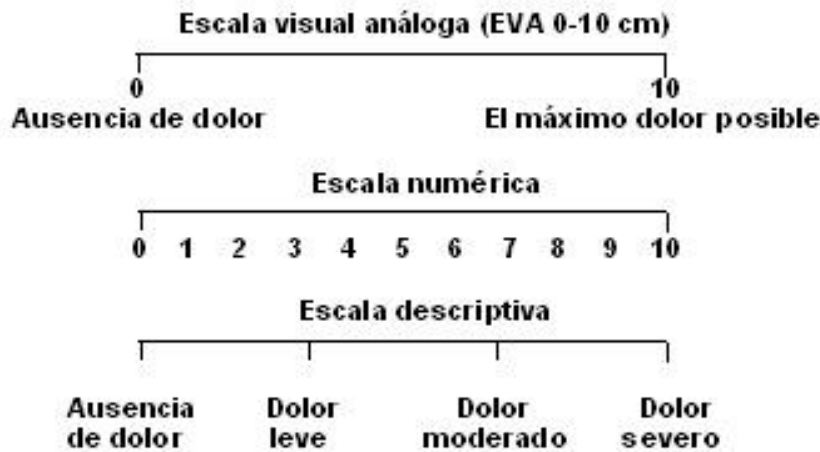 Escala visual análoga (EVA 0-10 cm)
0 10
Ausencia de dolor El máximo dolor posible
Escala numérica
0 1 2 3 4 5 6 7 8 9 10
Escala descriptiva
Ausencia Dolor Dolor Dolor
de dolor leve moderado severo